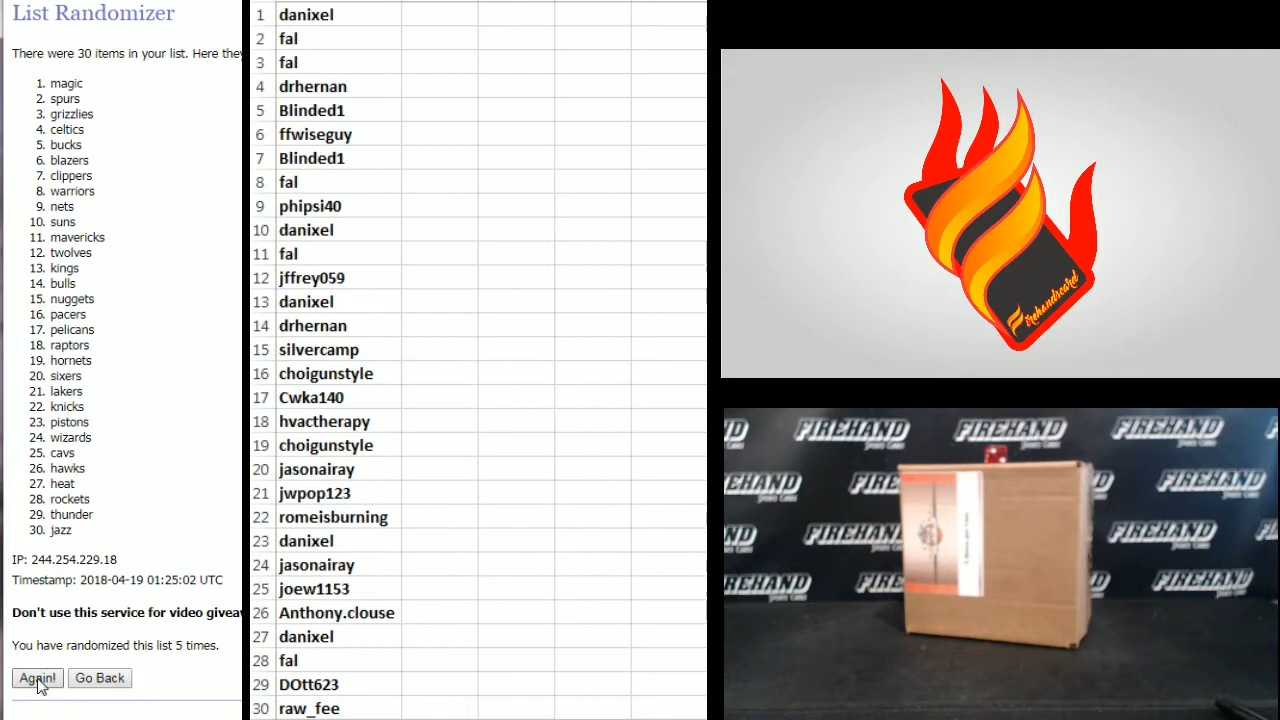 List Randomizer
There were 30 items in your list. Here they
1. magic
2. spurs
3. grizzlies
4. celtics
5. bucks
6. blazers
7. clippers
8. warriors
9. nets
10. suns
11. mavericks
12. twolves
13. kings
14. bulls
15. nuggets
16. pacers
17. pelicans
18. raptors
19. hornets
20. sixers
21. lakers
22. knicks
23. pistons
24. wizards
25. cavs
26. hawks
27. heat
28. rockets
29. thunder
30. jazz
IP: 244.254.229.18
Timestamp: 2018-04-19 01:25:02 UTC
Don't use this service for video giveav
You have randomized this list 5 times.
Again! Go Back
1 danixel
2 fal
3 fal
4 drhernan
5 Blinded1
6 ffwiseguy
7 Blinded1
8 fal
9 phipsi40
10 danixel
11 fal
12 jffrey059
13 danixel
14 drhernan
15 silvercamp
16 choigunstyle
17 Cwka140
18 hvactherapy
19 choigunstyle
20 jasonairay
21 jwpop123
22 romeisburning
23 danixel
24 jasonairay
25 joew1153
26 Anthony.clouse
27 danixel
28 fal
29 DOtt623
30 raw_fee
Firehandscard
FIREHAND
FIREHAND
FIREHAND
FIREHAND
FIREHAND
FIREHAND
FIREHAND
FIREHAND